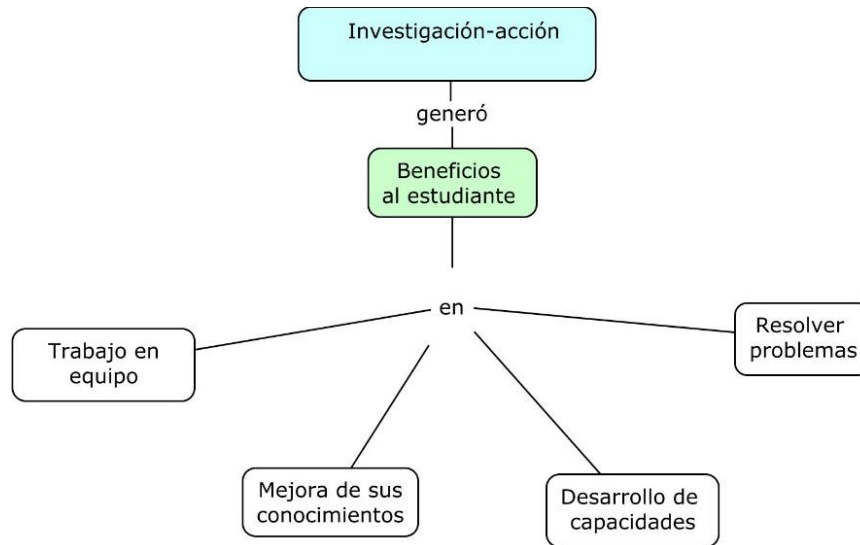 Investigación-acción
generó
Beneficios
al estudiante
en
Trabajo en
equipo
Mejora de sus
conocimientos
Desarrollo de
capacidades
Resolver
problemas